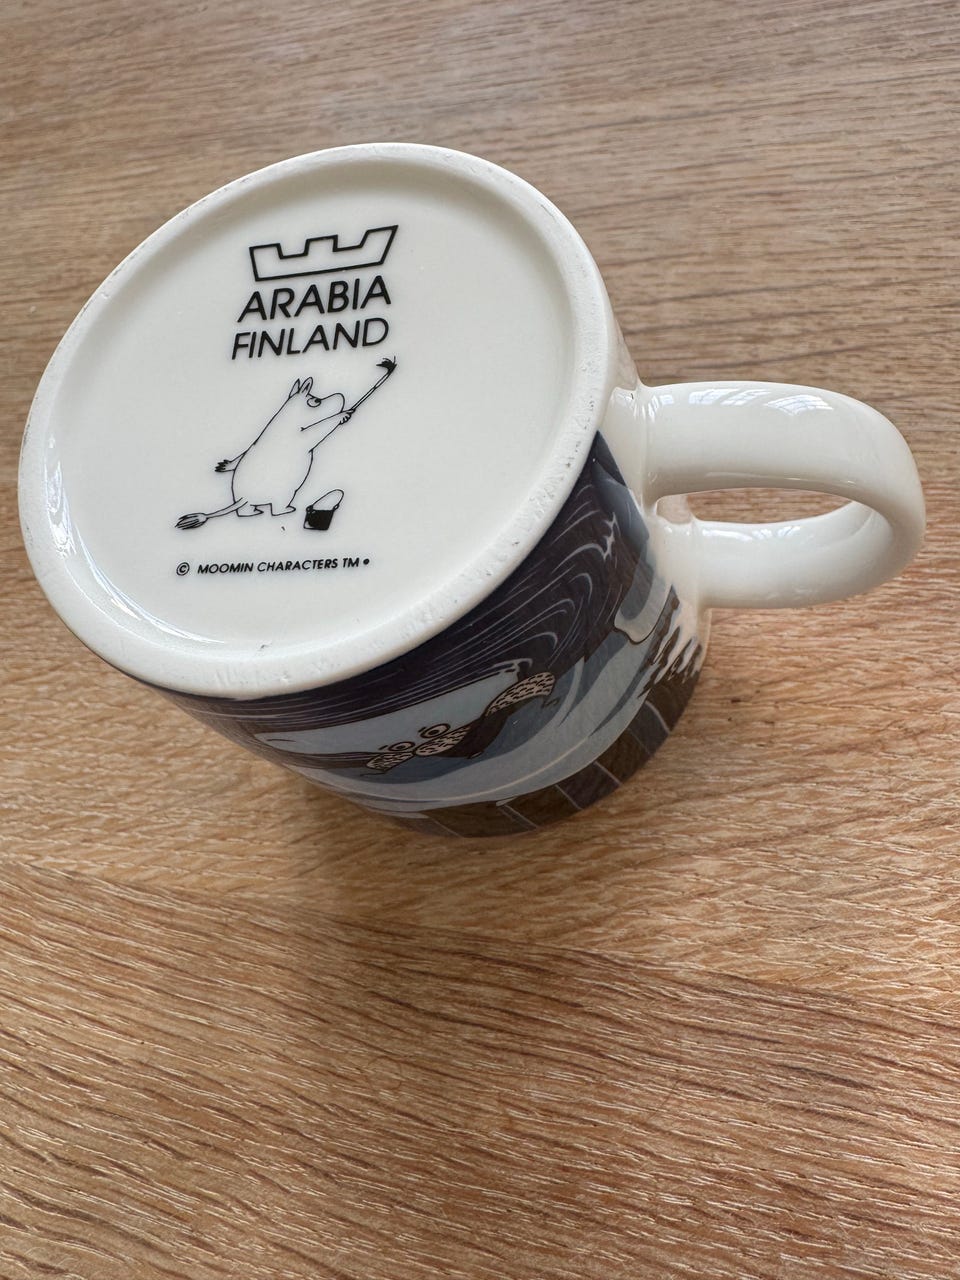 ARABIA
FINLAND
© MOOMIN CHARACTERS TM •